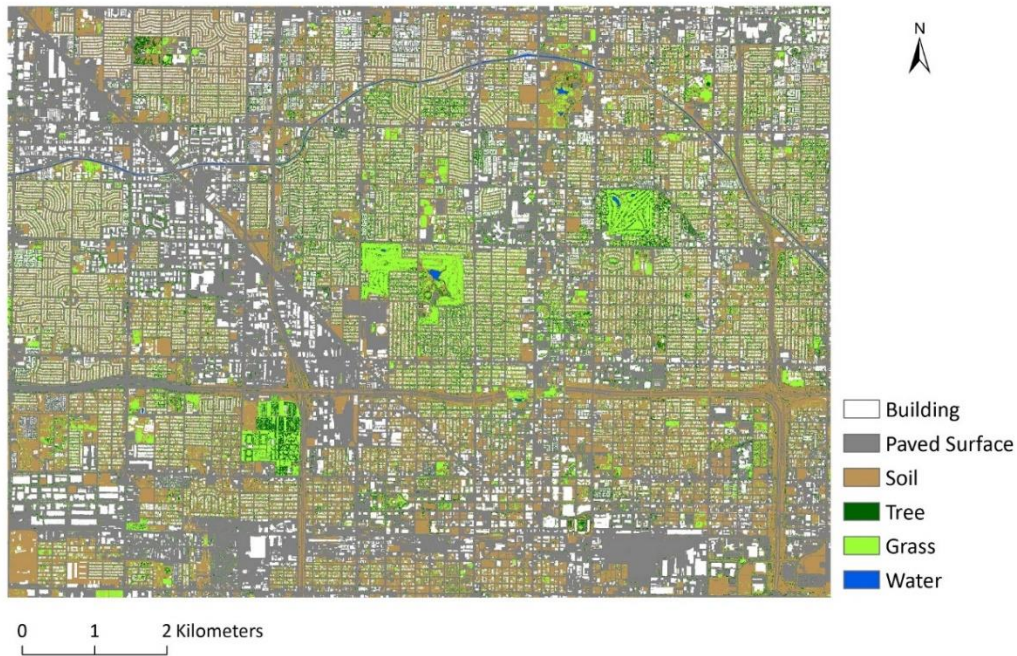 N
Building
Paved Surface
Soil
Tree
Grass
Water
0 1 2 Kilometers